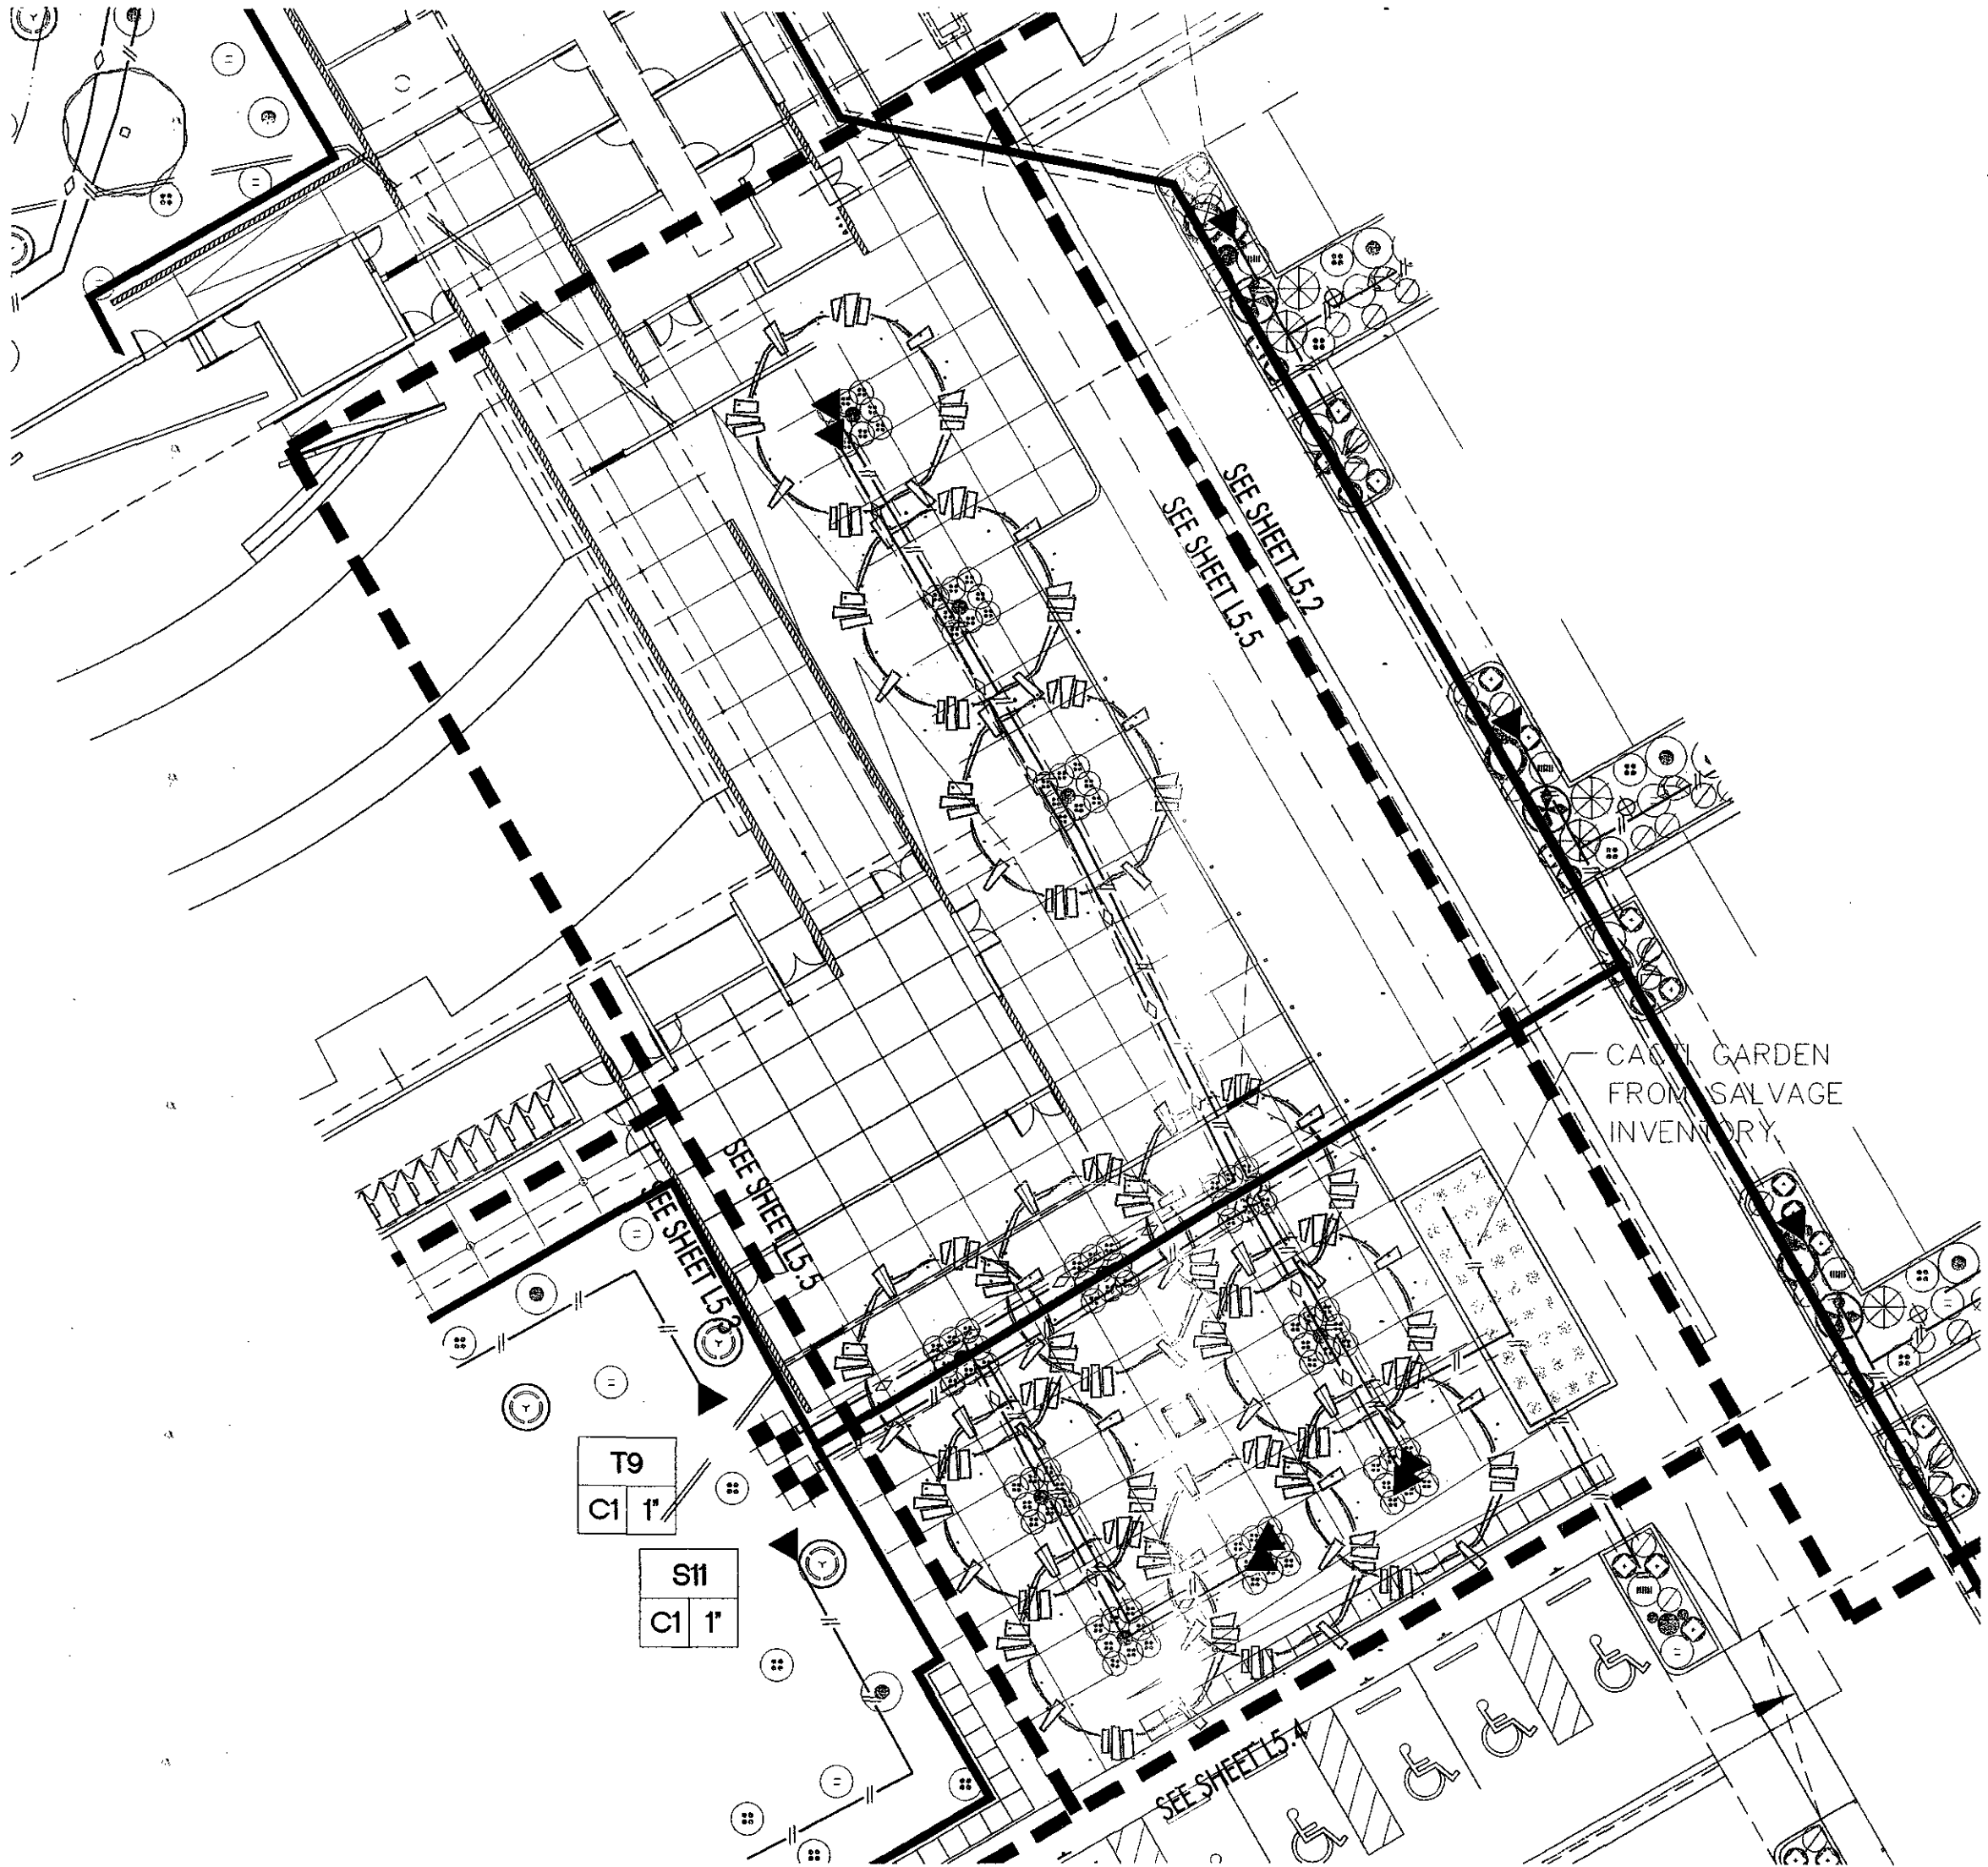 SEE SHEET L5.2
SEE SHEET L5.5
CACTI GARDEN
FROM SALVAGE
INVENTORY.
SEE SHEET L5.5
SEE SHEET L5.3
T9
C1 1"
S11
C1 1"
SEE SHEET L5.4